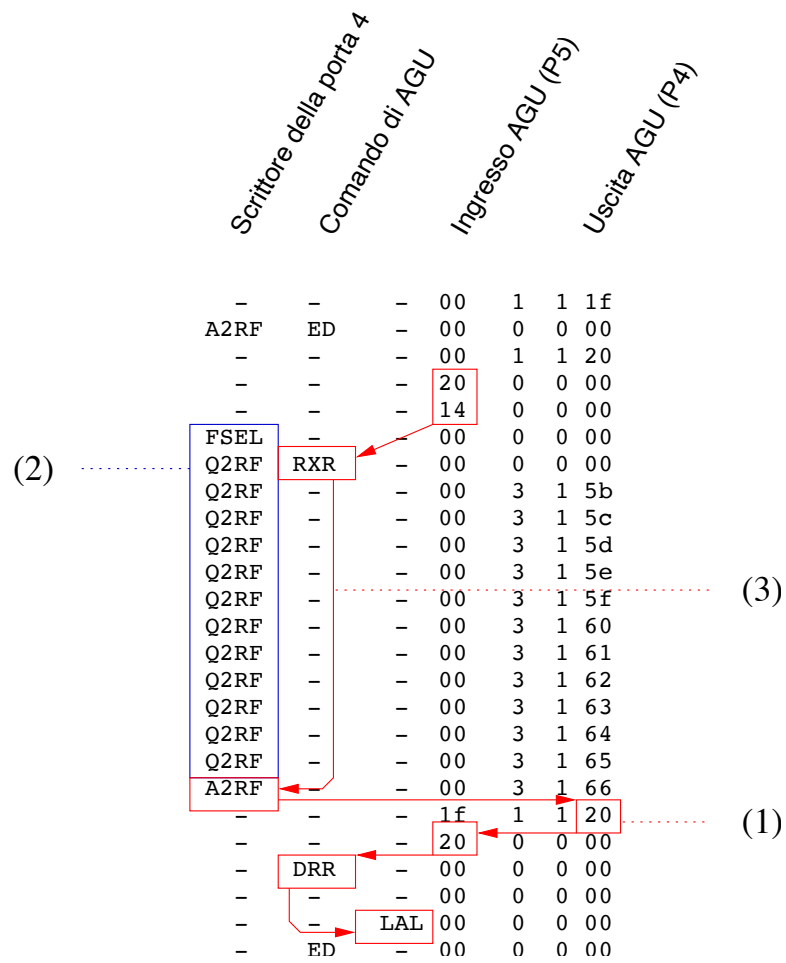 Scrittore della porta 4
Comando di AGU
Ingresso AGU (P5)
Uscita AGU (P4)
– – – 00 1 1 1f
A2RF ED – 00 0 0 00
– – – 00 1 1 20
– – – 20 0 0 00
– – – 14 0 0 00
FSEL – – 00 0 0 00
(2) Q2RF RXR – 00 0 0 00
Q2RF – – 00 3 1 5b
Q2RF – – 00 3 1 5c
Q2RF – – 00 3 1 5d
Q2RF – – 00 3 1 5e
Q2RF – – 00 3 1 5f (3)
Q2RF – – 00 3 1 60
Q2RF – – 00 3 1 61
Q2RF – – 00 3 1 62
Q2RF – – 00 3 1 63
Q2RF – – 00 3 1 64
Q2RF – – 00 3 1 65
A2RF – – 00 3 1 66
– – – 1f 1 1 20 (1)
– – – 20 0 0 00
– DRR – 00 0 0 00
– – – 00 0 0 00
– – LAL 00 0 0 00
– ED – 00 0 0 00